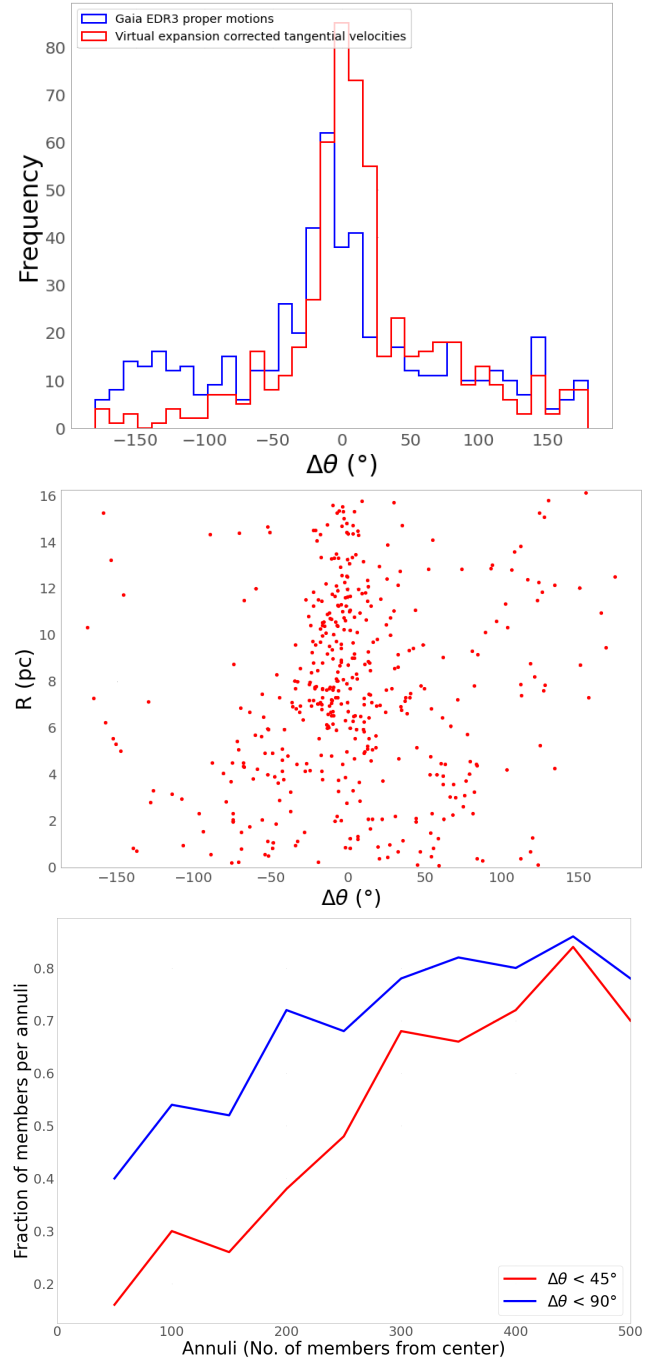 Gaia EDR3 proper motions
Virtual expansion corrected tangential velocities
80
70
60
50
40
30
20
10
0
Frequency
−150 −100 −50 0 50 100 150
Δθ (°)
16
14
12
10
8
6
4
2
0
R (pc)
−150 −100 −50 0 50 100 150
Δθ (°)
0.8
0.7
0.6
0.5
0.4
0.3
0.2
Fraction of members per annuli
Δθ < 45°
Δθ < 90°
0 100 200 300 400 500
Annuli (No. of members from center)